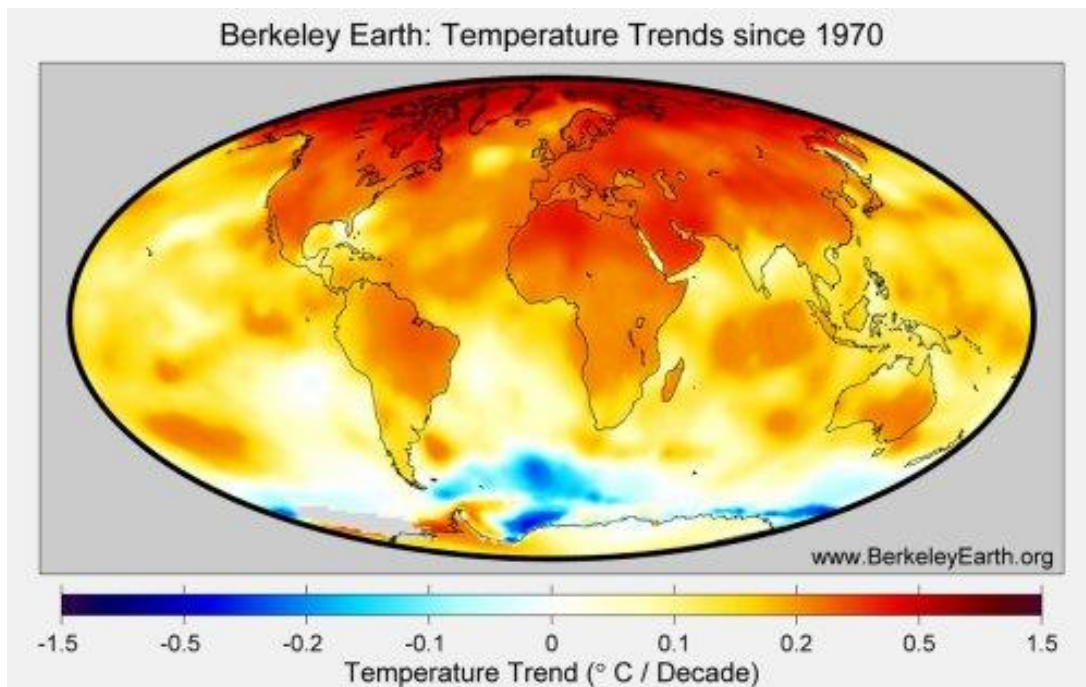 Berkeley Earth: Temperature Trends since 1970
www.BerkeleyEarth.org
-1.5 -0.5 -0.2 -0.1 0 0.1 0.2 0.5 1.5
Temperature Trend (° C / Decade)